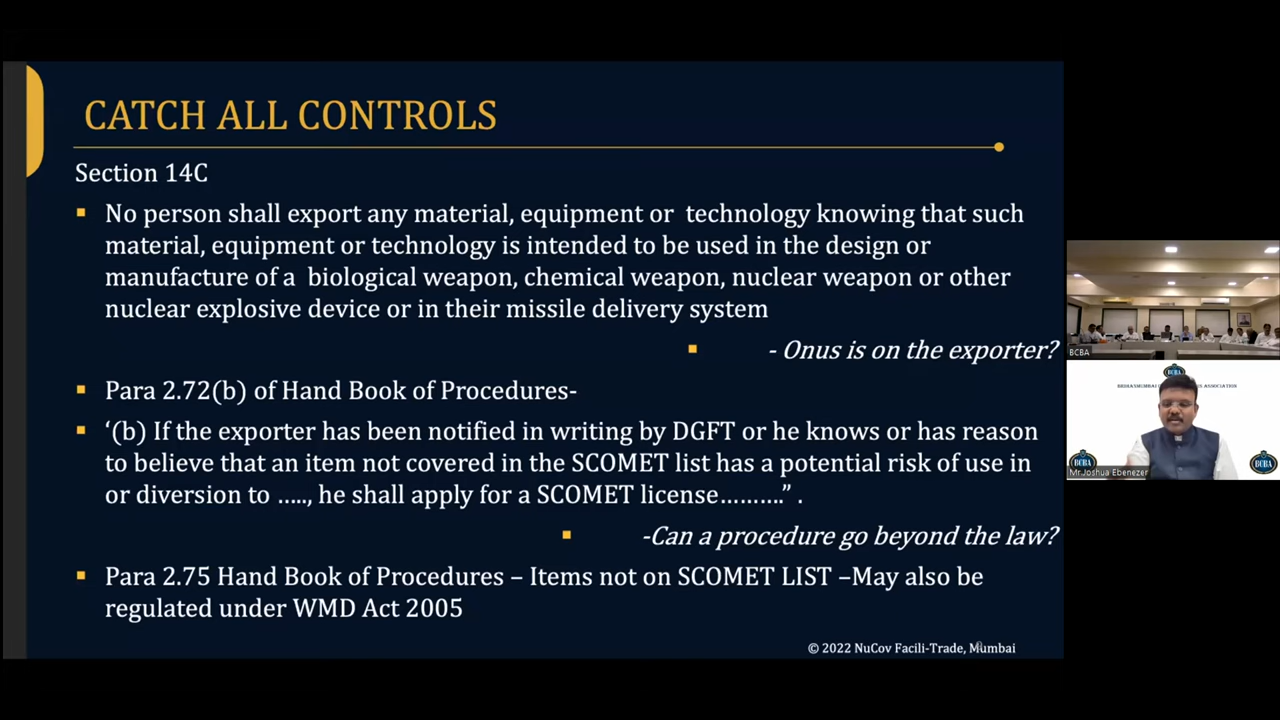 CATCH ALL CONTROLS
Section 14C
▪ No person shall export any material, equipment or technology knowing that such
material, equipment or technology is intended to be used in the design or
manufacture of a biological weapon, chemical weapon, nuclear weapon or other
nuclear explosive device or in their missile delivery system
▪ - Onus is on the exporter?
▪ Para 2.72(b) of Hand Book of Procedures-
▪ ‘(b) If the exporter has been notified in writing by DGFT or he knows or has reason
to believe that an item not covered in the SCOMET list has a potential risk of use in
or diversion to ....., he shall apply for a SCOMET license..........” .
▪ -Can a procedure go beyond the law?
▪ Para 2.75 Hand Book of Procedures – Items not on SCOMET LIST –May also be
regulated under WMD Act 2005
© 2022 NuCov Facili-Trade, Mumbai
BCBA
BCBA
ASSOCIATION
BCBA
BCBA
Mr.Joshua Ebenezer